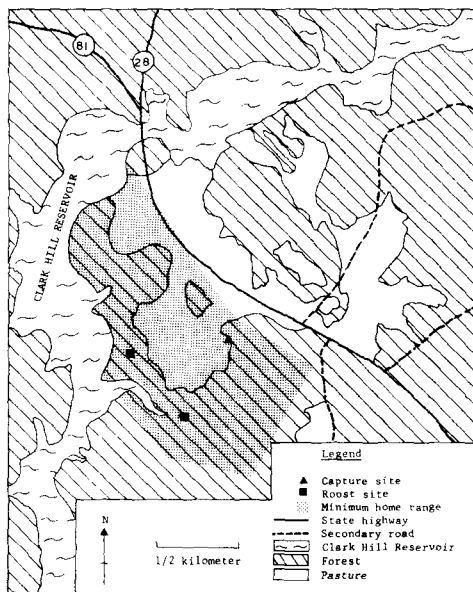 81
28
CLARK HILL RESERVOIR
Legend
Capture site
Roost site
Minimum home range
State highway
Secondary road
Clark Hill Reservoir
Forest
Pasture
N
1/2 kilometer